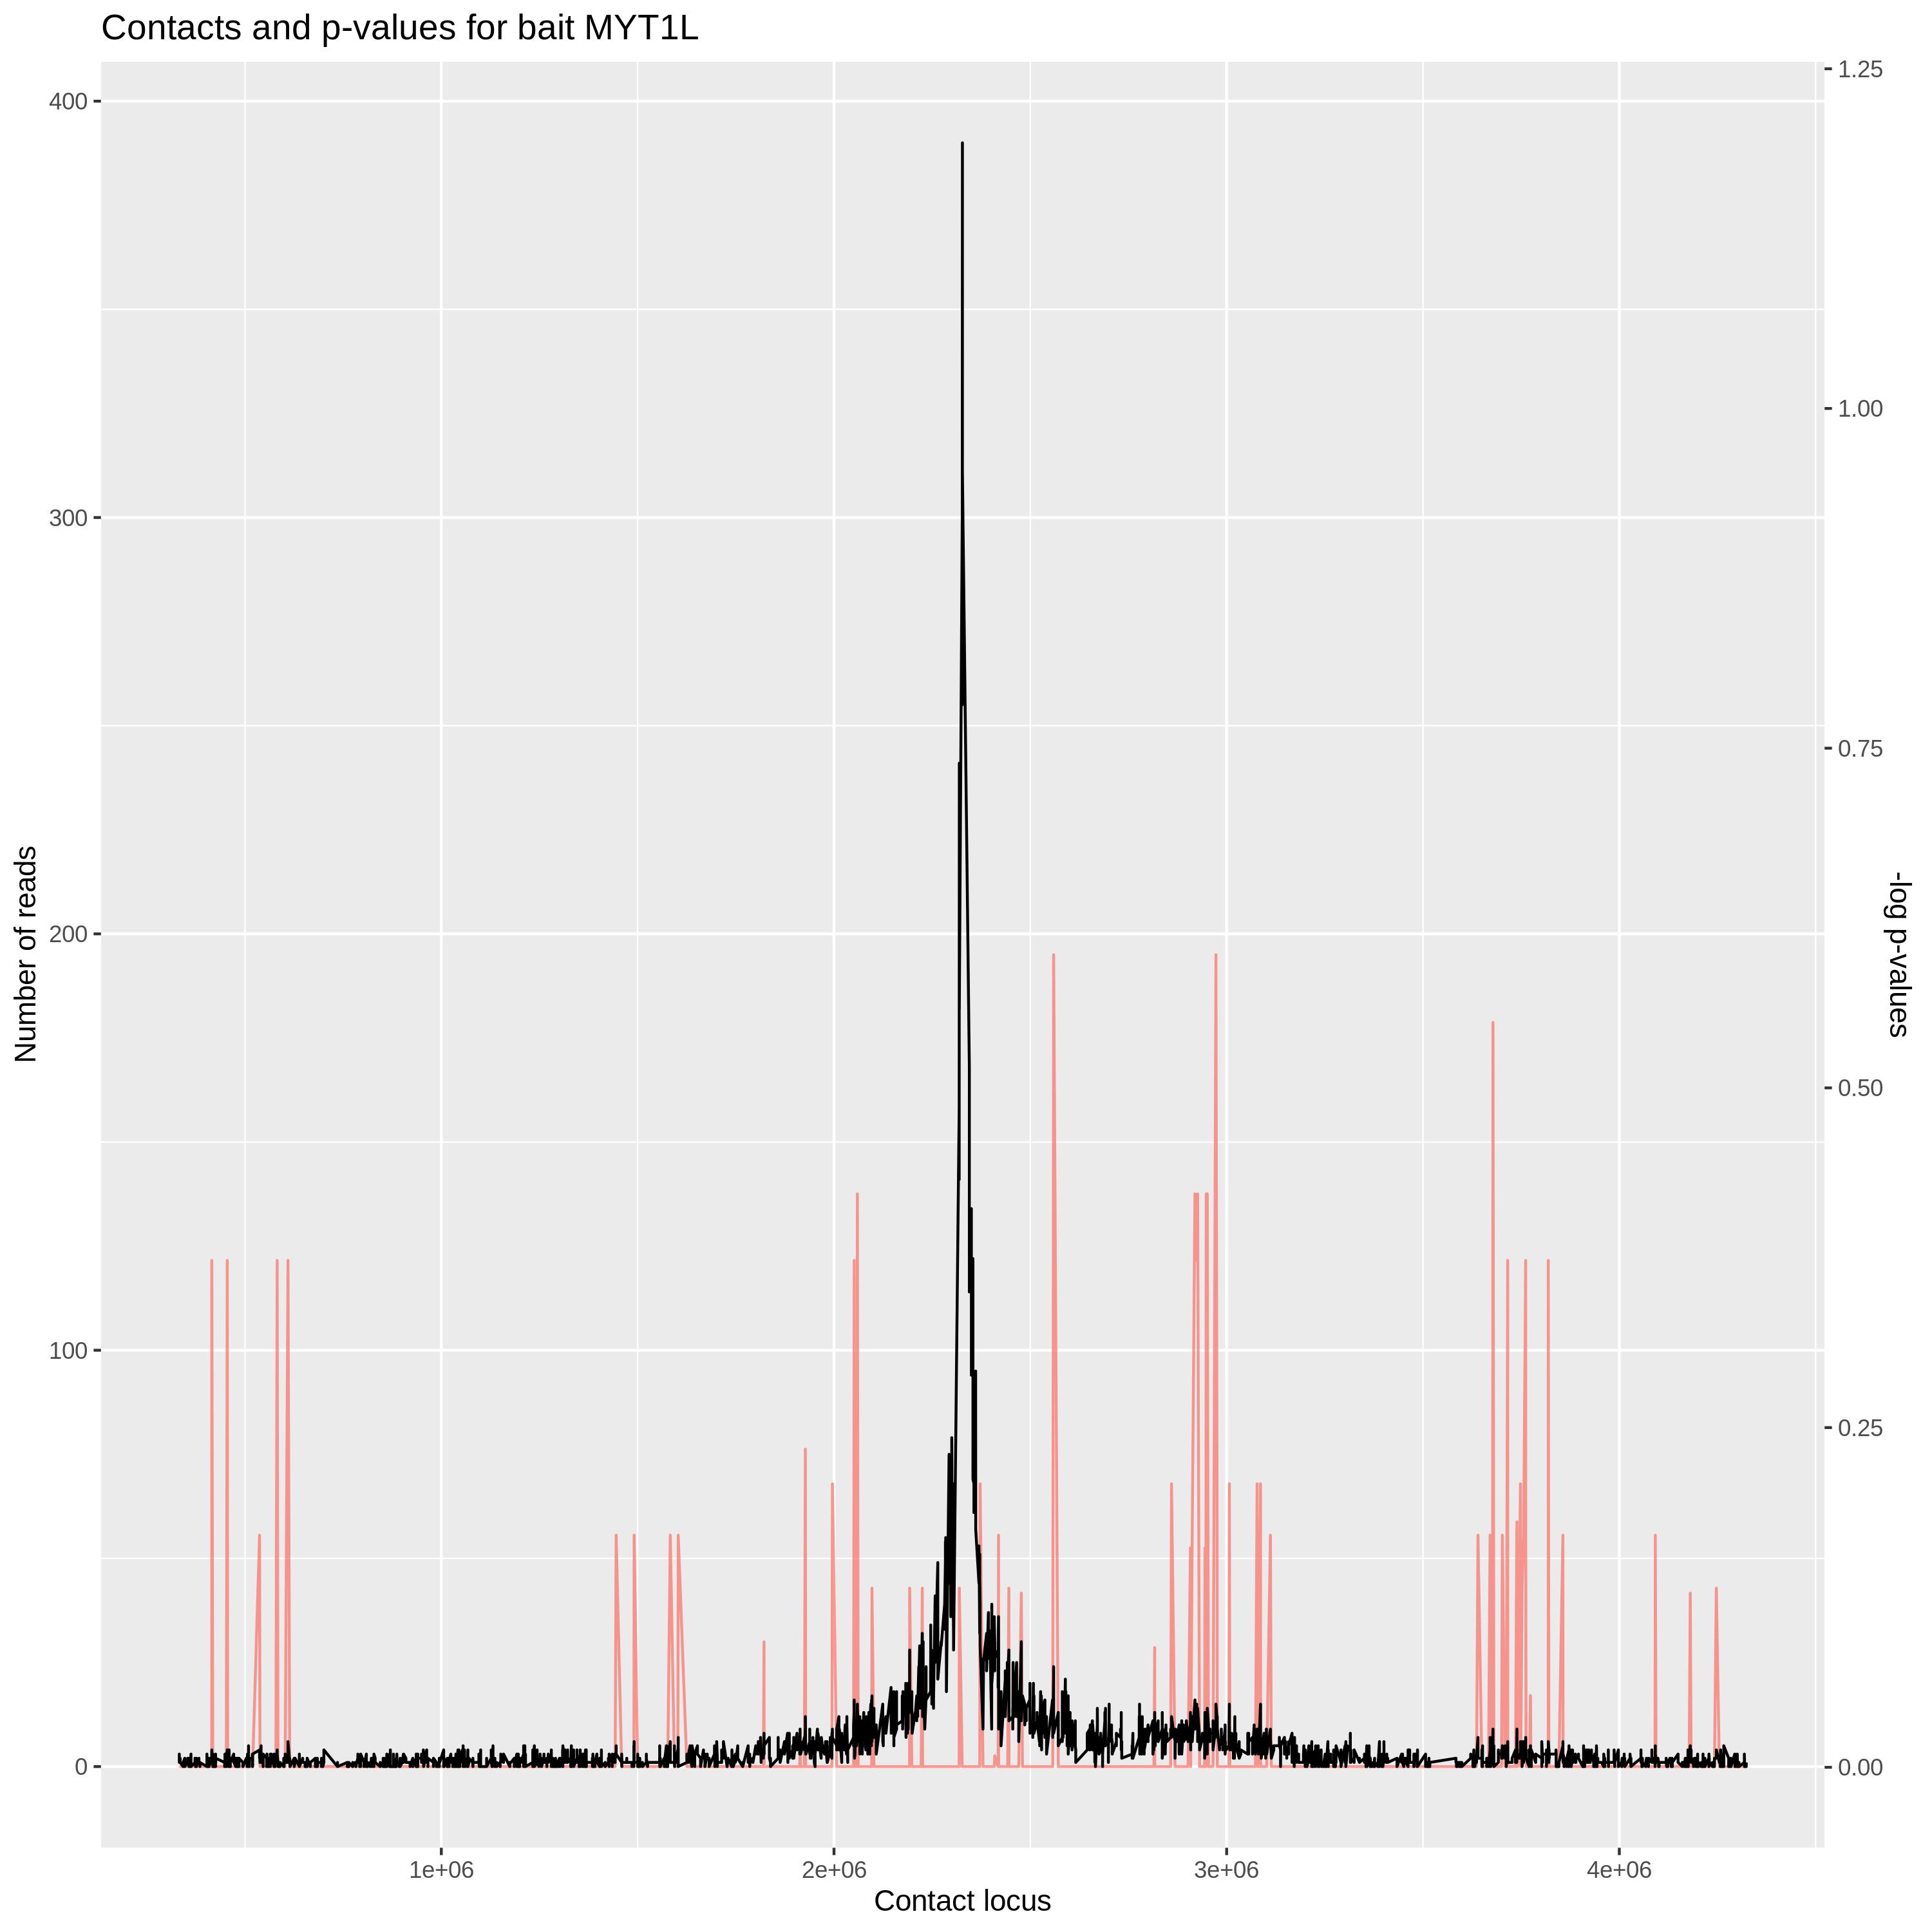 Contacts and p-values for bait MYT1L
400
300
200
100
0
Number of reads
1.25
1.00
0.75
0.50
0.25
0.00
-log p-values
1e+06
2e+06
3e+06
4e+06
Contact locus